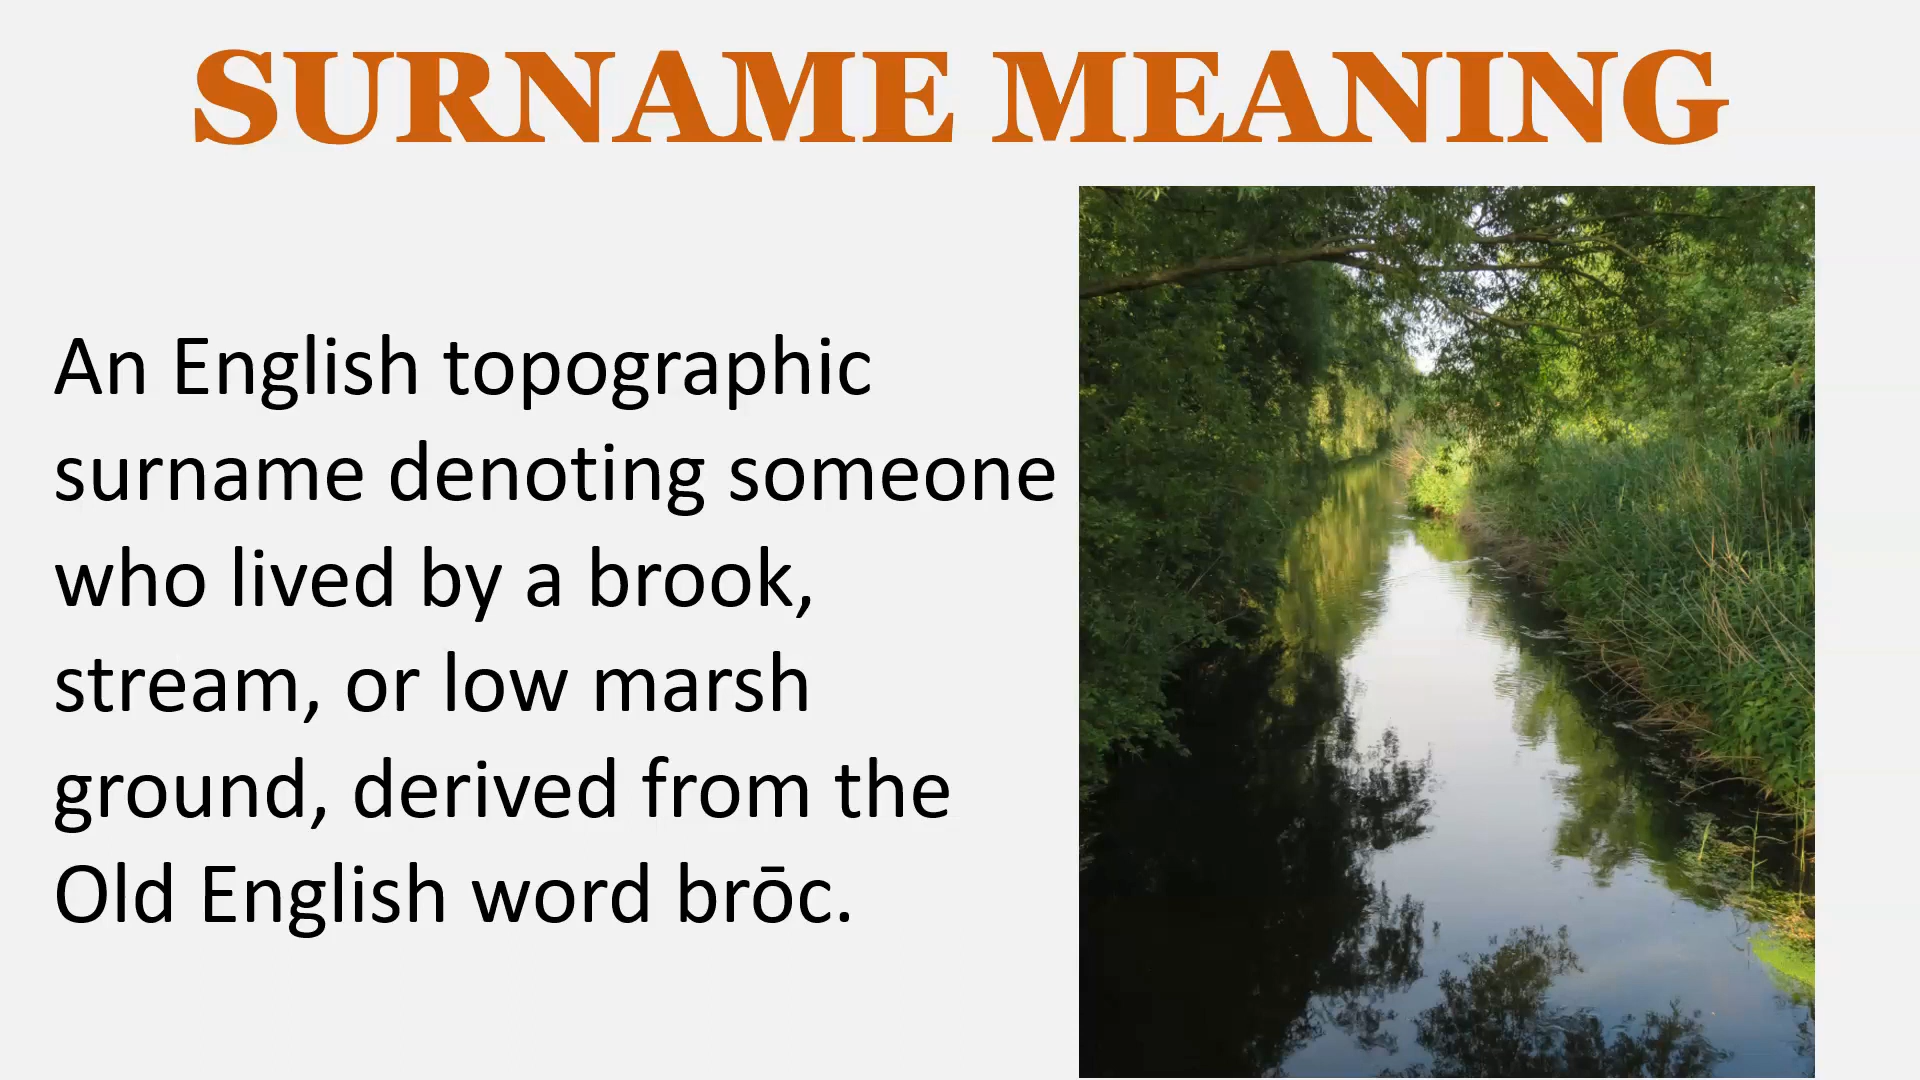 SURNAME MEANING
An English topographic
surname denoting someone
who lived by a brook,
stream, or low marsh
ground, derived from the
Old English word brōc.